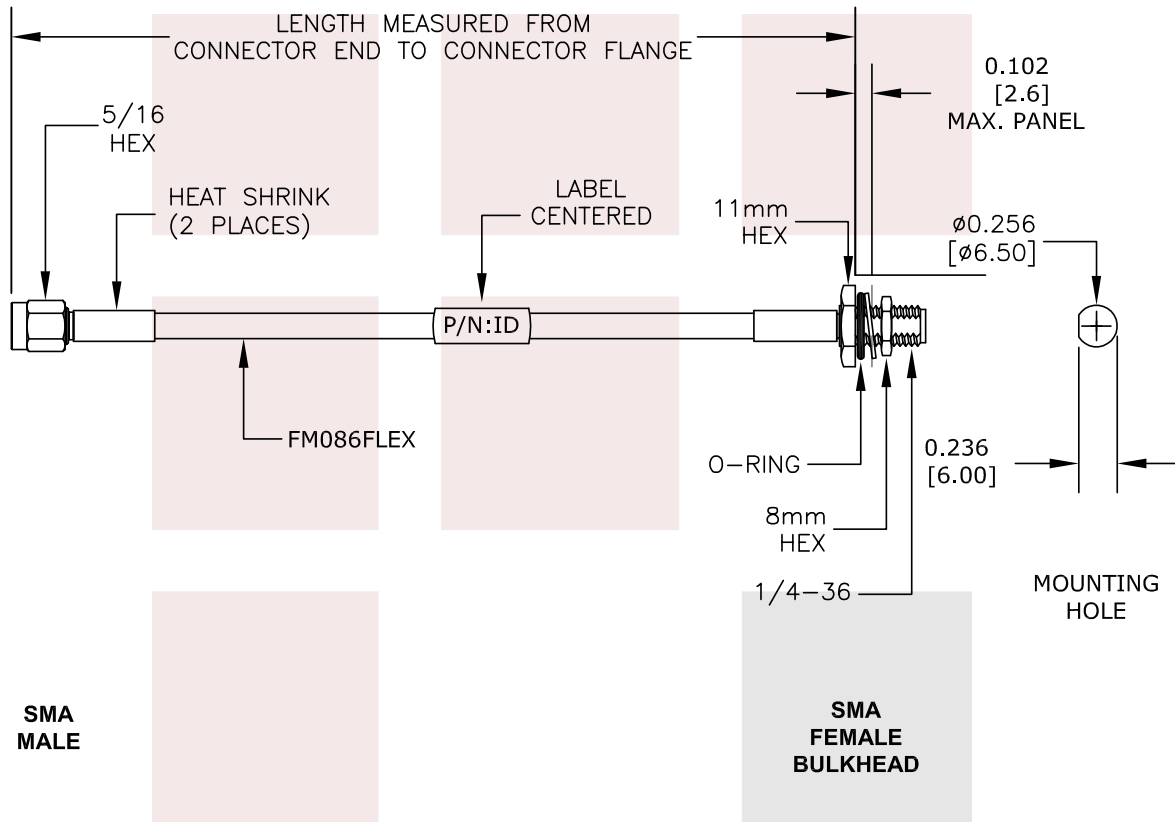 LENGTH MEASURED FROM
CONNECTOR END TO CONNECTOR FLANGE
0.102
[2.6]
MAX. PANEL
5/16
HEX
HEAT SHRINK
(2 PLACES)
LABEL
CENTERED
11mm
HEX
ø0.256
[ø6.50]
P/N:ID
FM086FLEX
O-RING
0.236
[6.00]
8mm
HEX
1/4-36
MOUNTING
HOLE
SMA
MALE
SMA
FEMALE
BULKHEAD